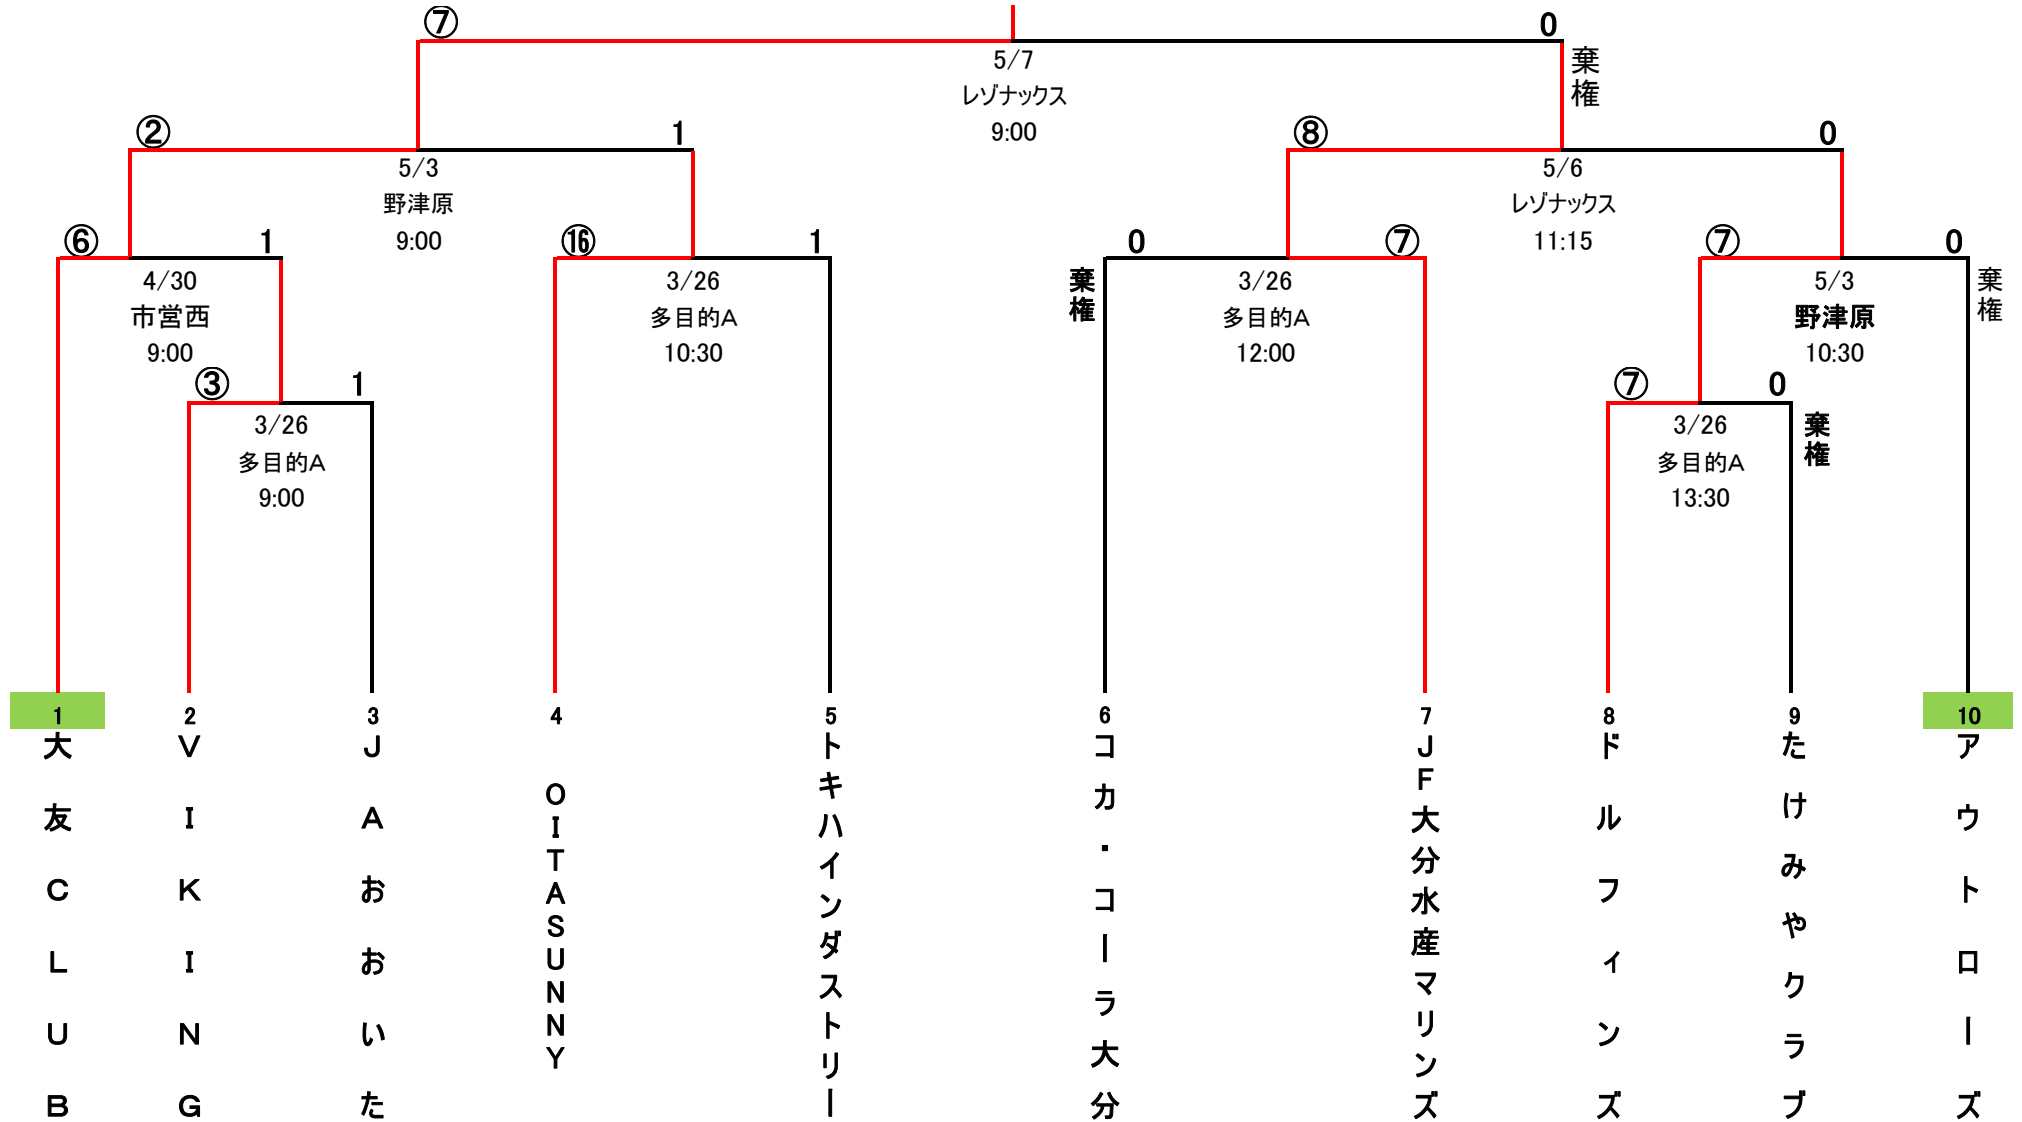 ⑦ 0
5/7
レゾナックス
9:00
棄権
② 1
5/3
野津原
9:00
⑧ 0
5/6
レゾナックス
11:15
⑥ 1
4/30
市営西
9:00
⑯ 1
3/26
多目的A
10:30
0 ⑦
棄権
3/26
多目的A
12:00
⑦ 0
5/3
野津原
10:30
棄権
③ 1
3/26
多目的A
9:00
⑦ 0
3/26
多目的A
13:30
棄権
1
大友CLUB
2
VIKING
3
JAおおいた
4
OITASUNNY
5
トキハインダストリー
6
コカ・コーラ大分
7
JF大分水産マリンズ
8
ドルフィンズ
9
たけみやクラブ
10
アウトローズ